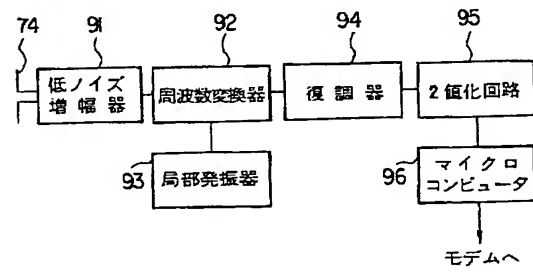 74
91
92
94
95
低ノイズ
増幅器
周波数変換器
復調器
2値化回路
93
局部発振器
96
マイクロ
コンピュータ
モデムへ